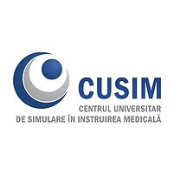 CUSIM
CENTRUL UNIVERSITAR
DE SIMULARE ÎN INSTRUIREA MEDICALĂ